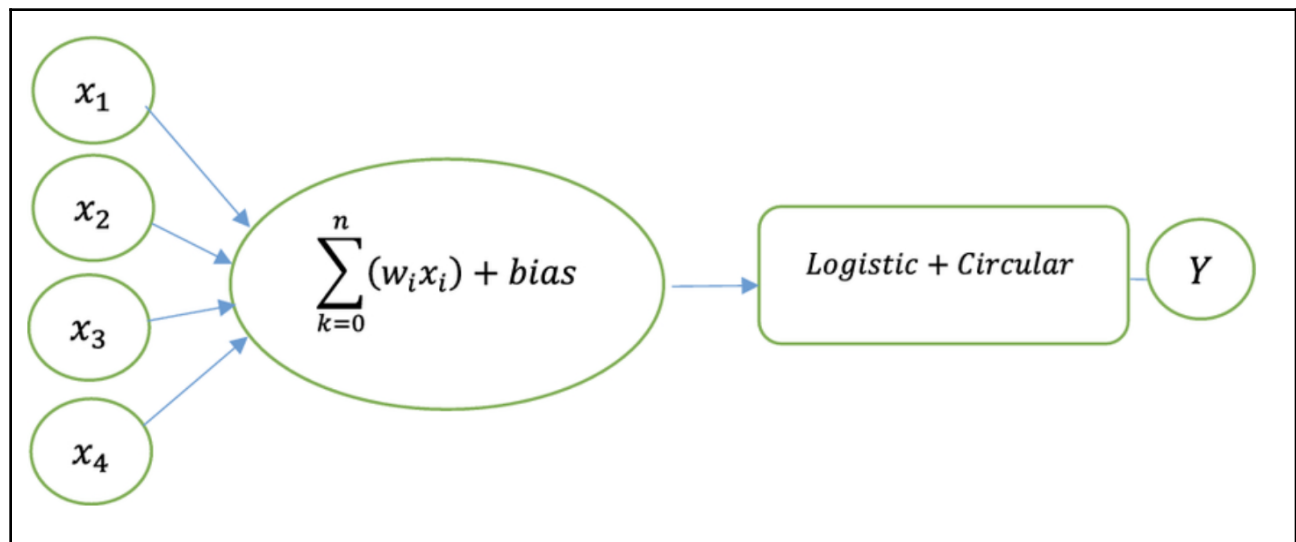 x₁
x₂
x₃
x₄
n
∑(wᵢxᵢ) + bias
k=0
Logistic + Circular
Y